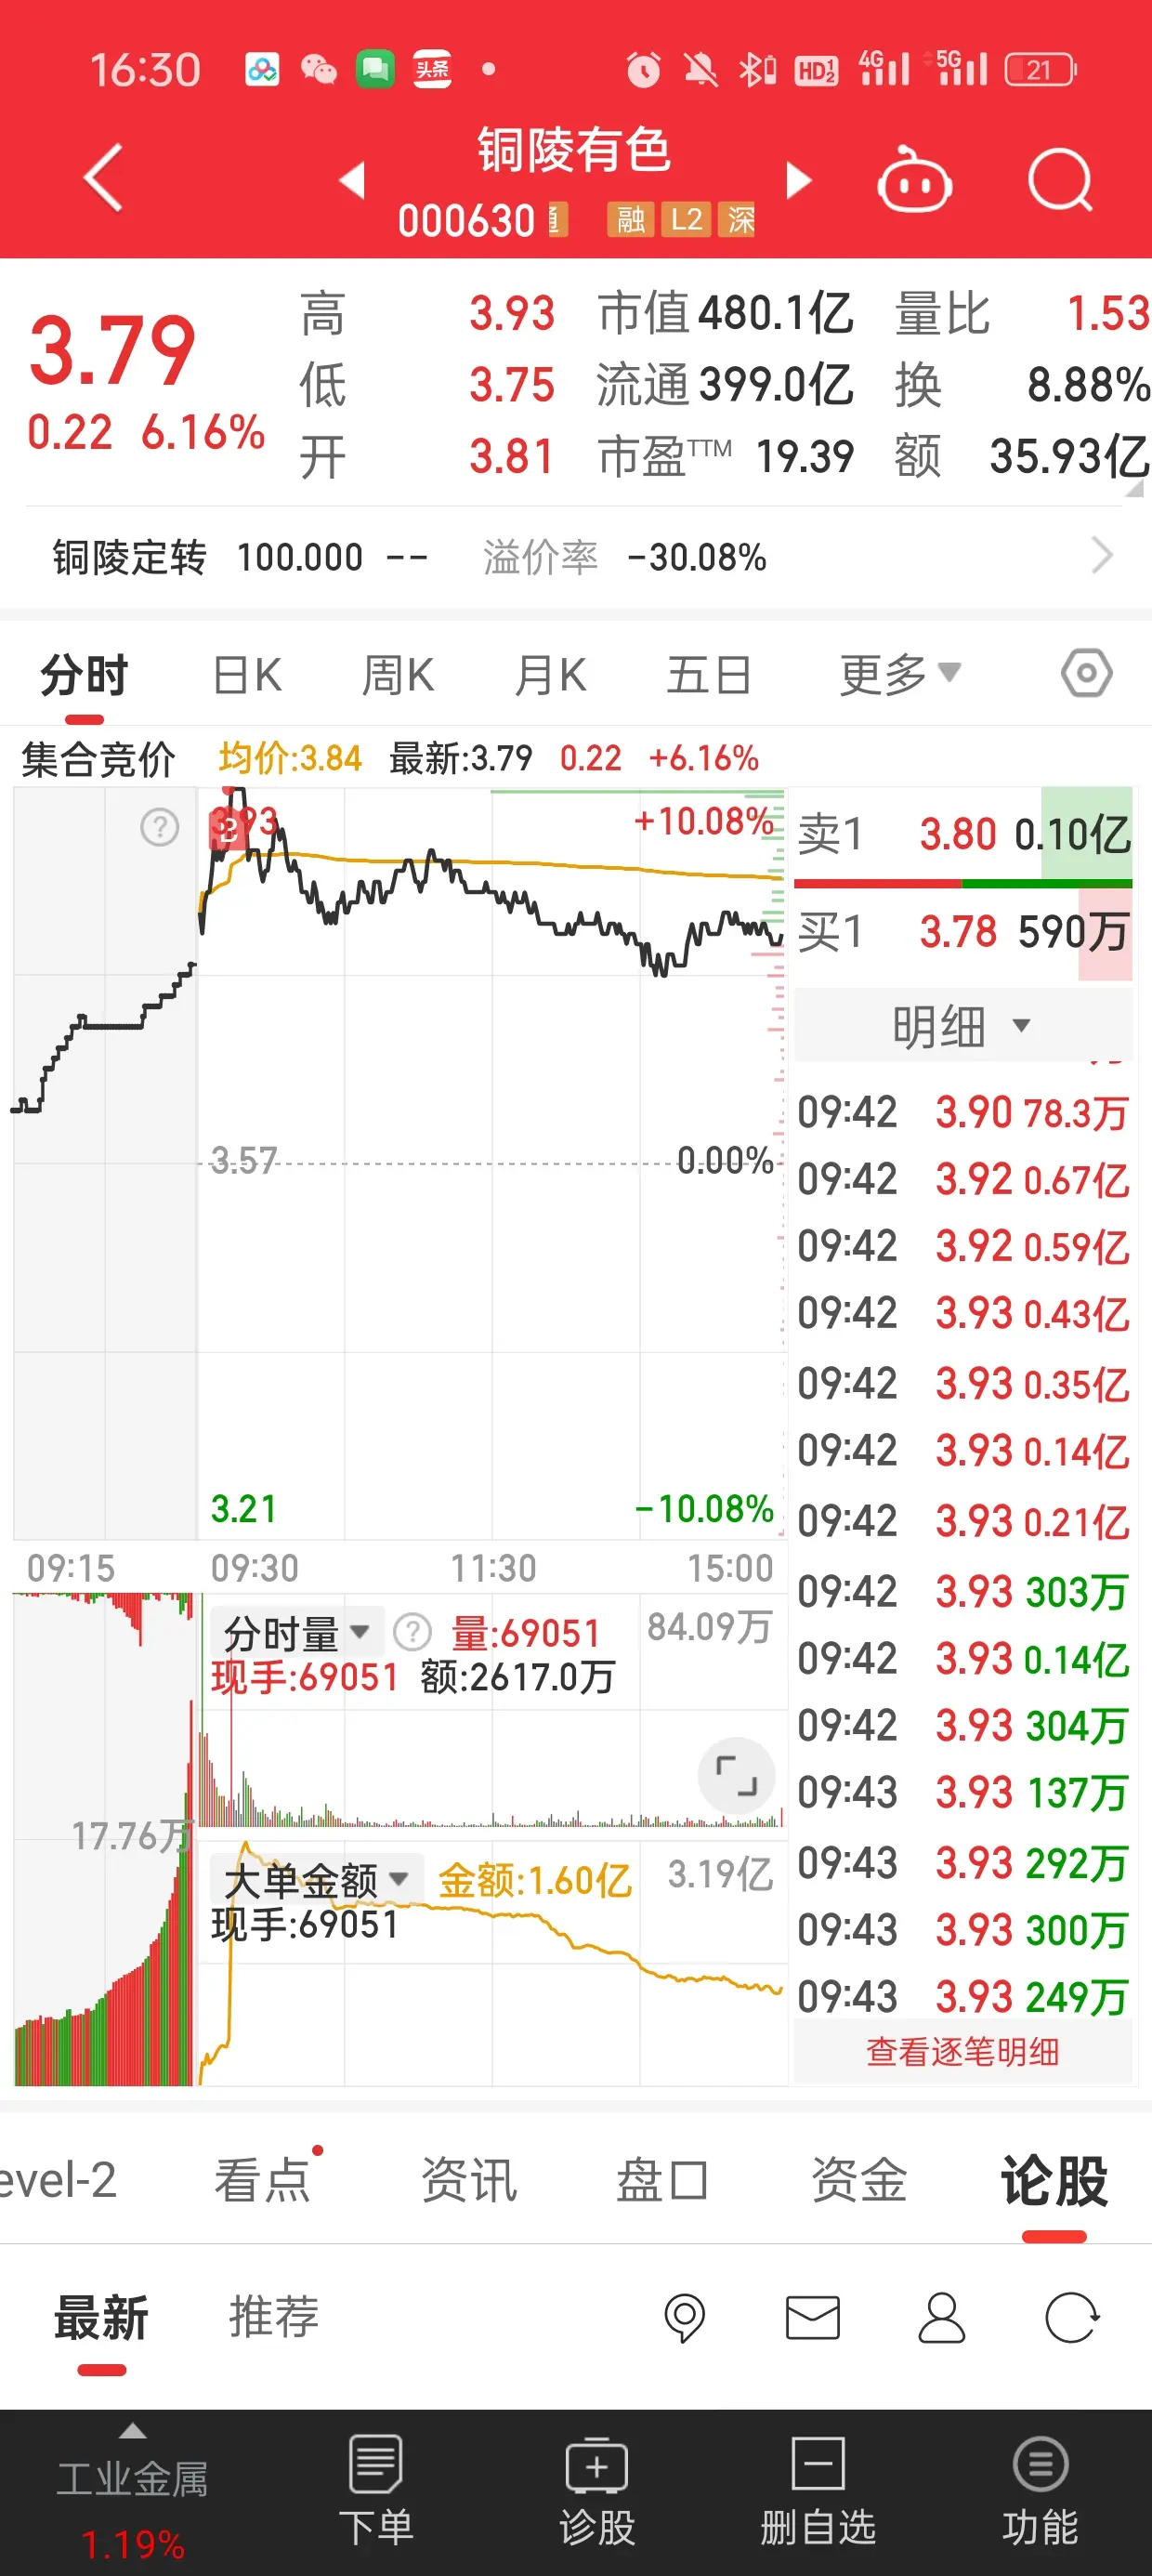 16:30 头条 HD 4G 5G 21
铜陵有色
000630 融 L2 深
3.79
0.22 6.16%
高 3.93 市值 480.1亿 量比 1.53
低 3.75 流通 399.0亿 换 8.88%
开 3.81 市盈TTM 19.39 额 35.93亿
铜陵定转 100.000 -- 溢价率 -30.08%
分时 日K 周K 月K 五日 更多
集合竞价 均价:3.84 最新:3.79 0.22 +6.16%
3.93 +10.08%
3.57 0.00%
3.21 -10.08%
09:15 09:30 11:30 15:00
分时量 ? 量:69051 84.09万
现手:69051 额:2617.0万
17.76万
大单金额 金额:1.60亿 3.19亿
现手:69051
卖1 3.80 0.10亿
买1 3.78 590万
明细
09:42 3.90 78.3万
09:42 3.92 0.67亿
09:42 3.92 0.59亿
09:42 3.93 0.43亿
09:42 3.93 0.35亿
09:42 3.93 0.14亿
09:42 3.93 0.21亿
09:42 3.93 303万
09:42 3.93 0.14亿
09:42 3.93 304万
09:43 3.93 137万
09:43 3.93 292万
09:43 3.93 300万
09:43 3.93 249万
查看逐笔明细
evel-2 看点 资讯 盘口 资金 论股
最新 推荐
工业金属 下单 诊股 删自选 功能
1.19%